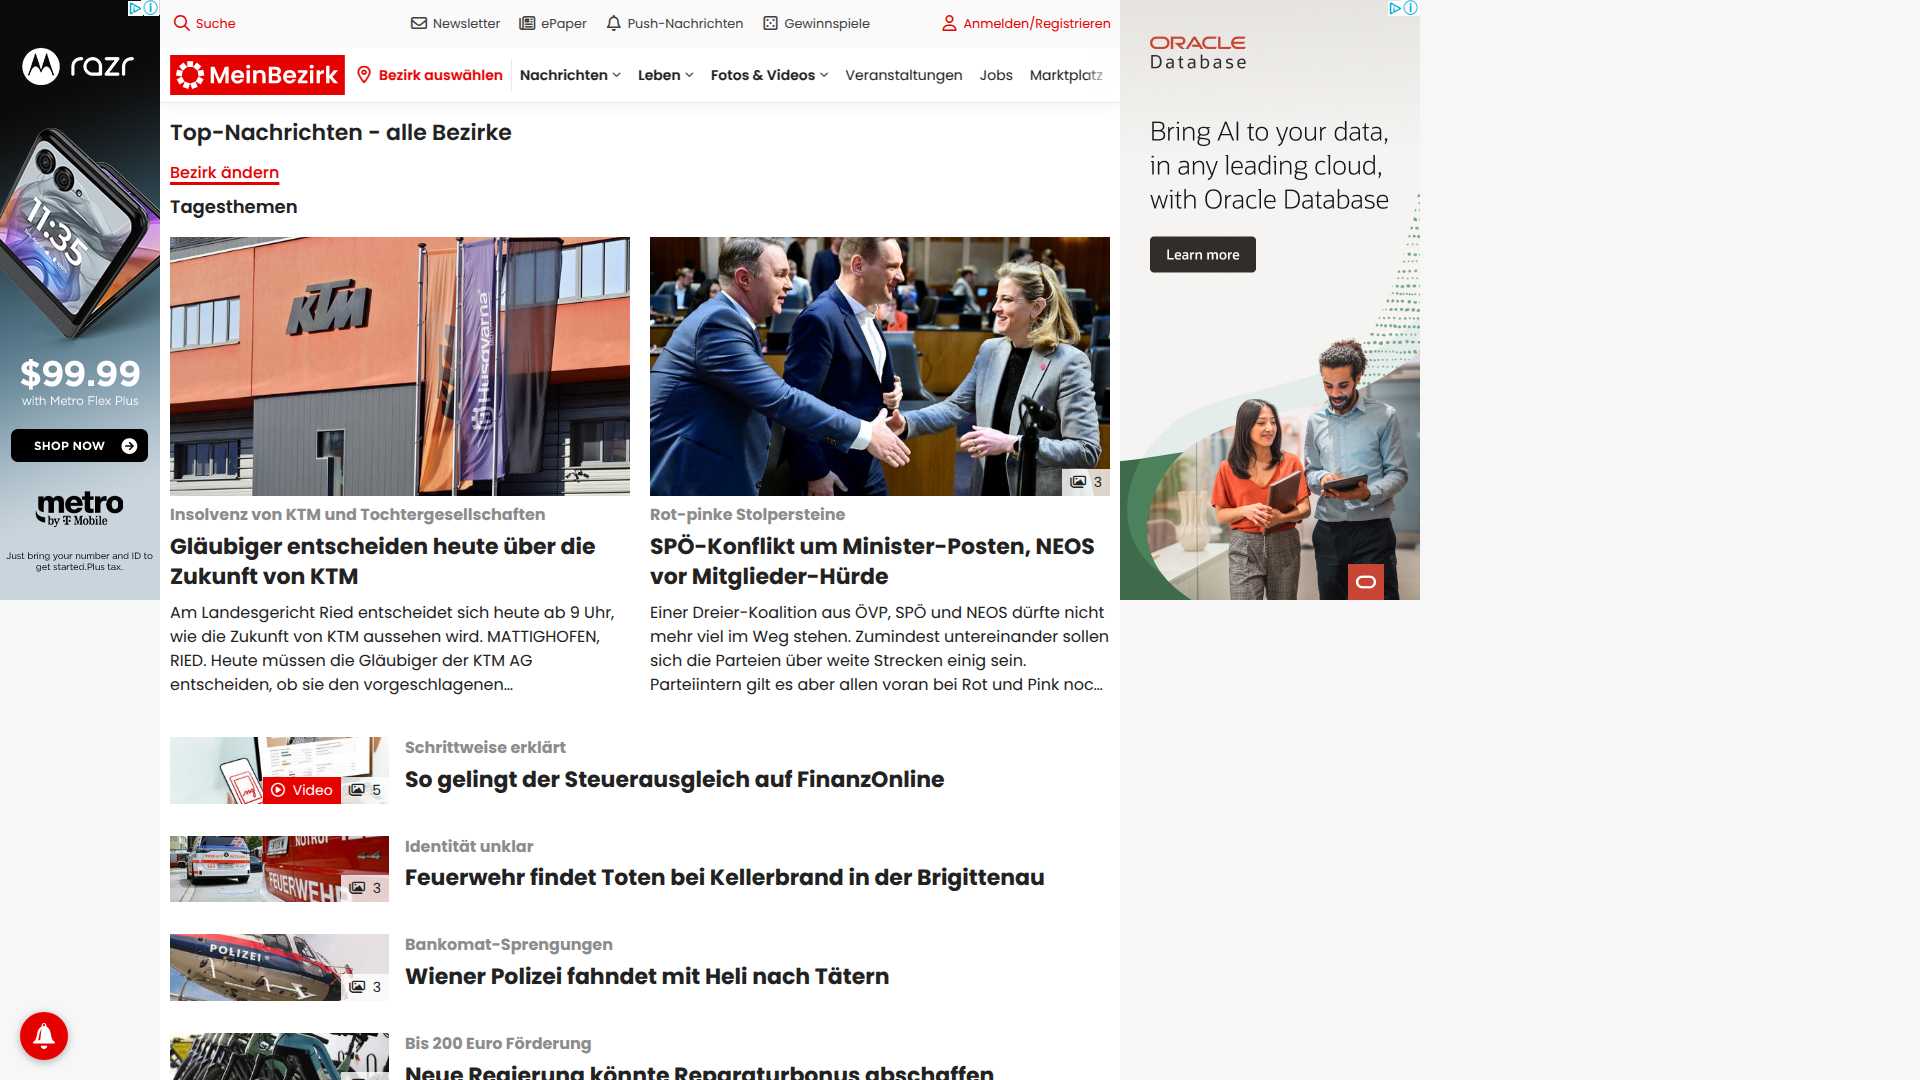 Suche
Newsletter
ePaper
Push-Nachrichten
Gewinnspiele
Anmelden/Registrieren
MeinBezirk
Bezirk auswählen
Nachrichten
Leben
Fotos & Videos
Veranstaltungen
Jobs
Marktplatz
Top-Nachrichten - alle Bezirke
Bezirk ändern
Tagesthemen
KTM
Husqvarna
3
Insolvenz von KTM und Tochtergesellschaften
Gläubiger entscheiden heute über die
Zukunft von KTM
Am Landesgericht Ried entscheidet sich heute ab 9 Uhr,
wie die Zukunft von KTM aussehen wird. MATTIGHOFEN,
RIED. Heute müssen die Gläubiger der KTM AG
entscheiden, ob sie den vorgeschlagenen...
Rot-pinke Stolpersteine
SPÖ-Konflikt um Minister-Posten, NEOS
vor Mitglieder-Hürde
Einer Dreier-Koalition aus ÖVP, SPÖ und NEOS dürfte nicht
mehr viel im Weg stehen. Zumindest untereinander sollen
sich die Parteien über weite Strecken einig sein.
Parteiintern gilt es aber allen voran bei Rot und Pink noc...
Video
5
Schrittweise erklärt
So gelingt der Steuerausgleich auf FinanzOnline
NOTRUF
FEUERWEHR
3
Identität unklar
Feuerwehr findet Toten bei Kellerbrand in der Brigittenau
POLIZEI
3
Bankomat-Sprengungen
Wiener Polizei fahndet mit Heli nach Tätern
Bis 200 Euro Förderung
Neue Regierung könnte Reparaturbonus abschaffen
razr
11:35
$99.99
with Metro Flex Plus
SHOP NOW
metro
by T Mobile
Just bring your number and ID to
get started.Plus tax.
ORACLE
Database
Bring AI to your data,
in any leading cloud,
with Oracle Database
Learn more